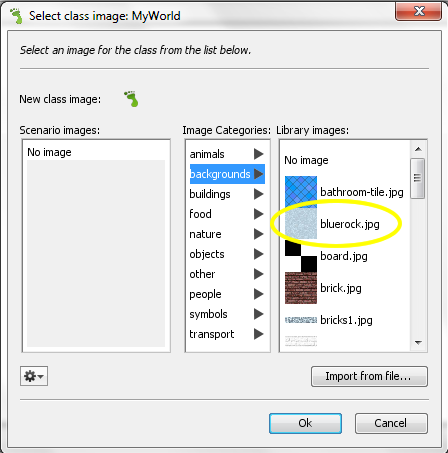 Select class image: MyWorld
Select an image for the class from the list below.
New class image:
Scenario images:
Image Categories:
Library images:
No image
animals
backgrounds
buildings
food
nature
objects
other
people
symbols
transport
No image
bathroom-tile.jpg
bluerock.jpg
board.jpg
brick.jpg
bricks1.jpg
Import from file...
Ok
Cancel